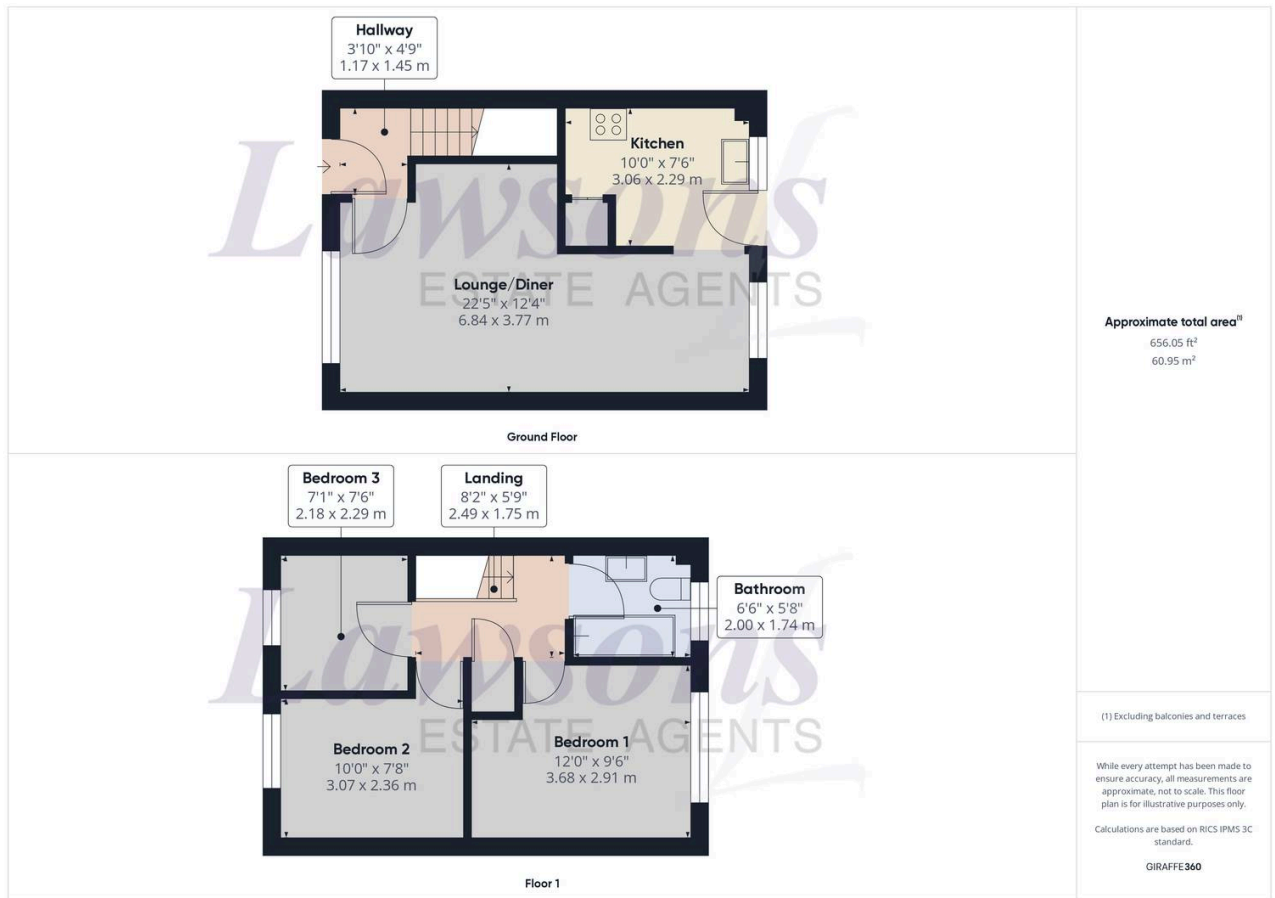 Hallway
3'10" x 4'9"
1.17 x 1.45 m
Kitchen
10'0" x 7'6"
3.06 x 2.29 m
Lounge/Diner
22'5" x 12'4"
6.84 x 3.77 m
Lawsons
ESTATE AGENTS
Ground Floor
Bedroom 3
7'1" x 7'6"
2.18 x 2.29 m
Landing
8'2" x 5'9"
2.49 x 1.75 m
Bathroom
6'6" x 5'8"
2.00 x 1.74 m
Bedroom 2
10'0" x 7'8"
3.07 x 2.36 m
Bedroom 1
12'0" x 9'6"
3.68 x 2.91 m
Lawsons
ESTATE AGENTS
Floor 1
Approximate total area(1)
656.05 ft²
60.95 m²
(1) Excluding balconies and terraces
While every attempt has been made to
ensure accuracy, all measurements are
approximate, not to scale. This floor
plan is for illustrative purposes only.
Calculations are based on RICS IPMS 3C
standard.
GIRAFFE360